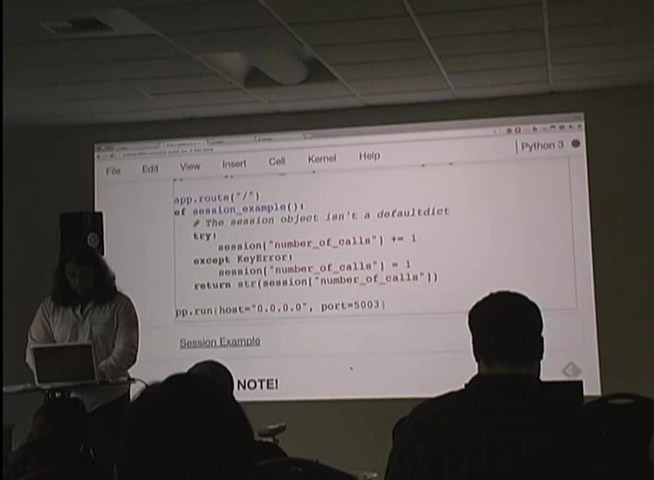 File Edit View Insert Cell Kernel Help Python 3
app.route("/")
ef session_example():
# The session object isn't a defaultdict
try:
session["number_of_calls"] += 1
except KeyError:
session["number_of_calls"] = 1
return str(session["number_of_calls"])
pp.run(host="0.0.0.0", port=5003)
Session Example
NOTE!